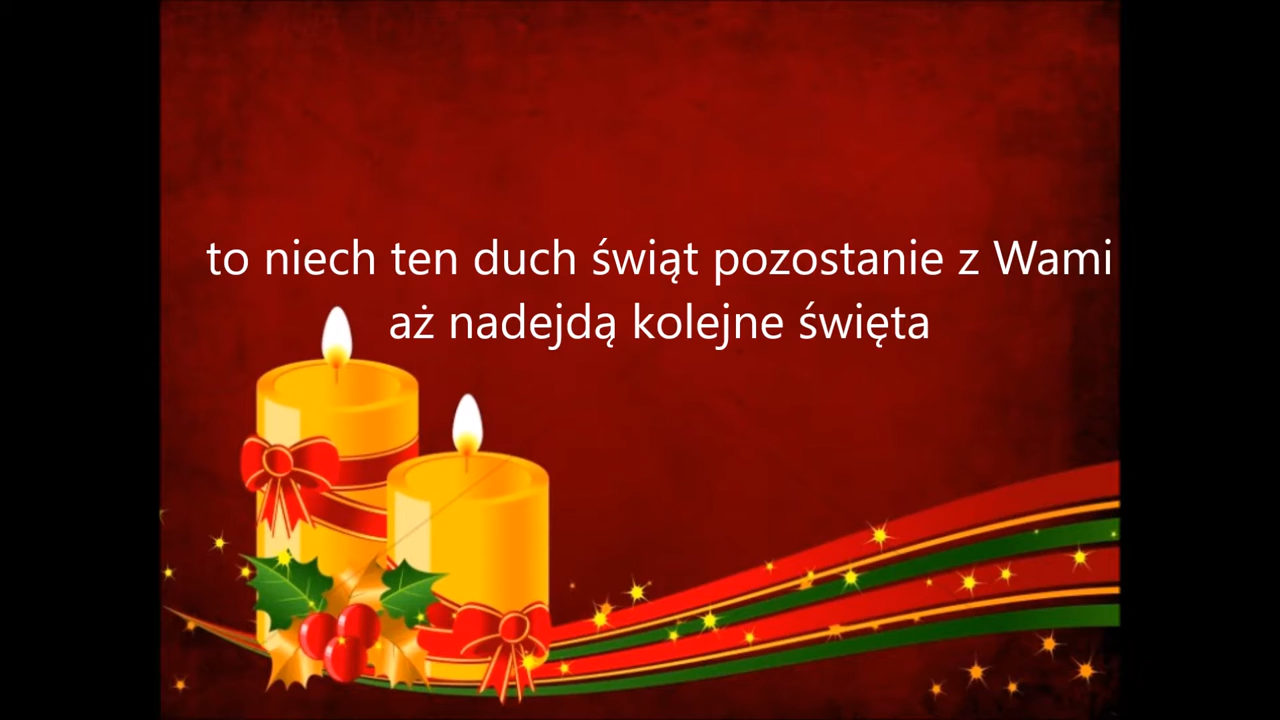 to niech ten duch świąt pozostanie z Wami
aż nadejdą kolejne święta